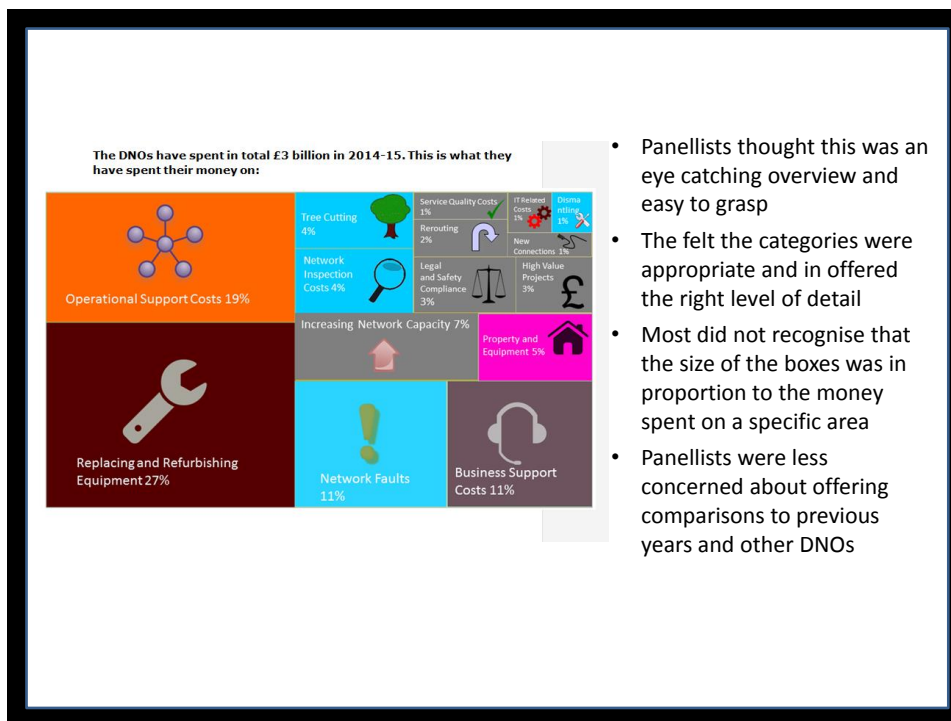 The DNOs have spent in total £3 billion in 2014-15. This is what they
have spent their money on:
Operational Support Costs 19%
Replacing and Refurbishing
Equipment 27%
Tree Cutting
4%
Network
Inspection
Costs 4%
Service Quality Costs
1%
Rerouting
2%
Legal
and Safety
Compliance
3%
IT Related
Costs
1%
Disma
ntling
1%
New
Connections 1%
High Value
Projects
3%
£
Increasing Network Capacity 7%
Property and
Equipment 5%
Network Faults
11%
Business Support
Costs 11%
• Panellists thought this was an
eye catching overview and
easy to grasp
• The felt the categories were
appropriate and in offered
the right level of detail
• Most did not recognise that
the size of the boxes was in
proportion to the money
spent on a specific area
• Panellists were less
concerned about offering
comparisons to previous
years and other DNOs